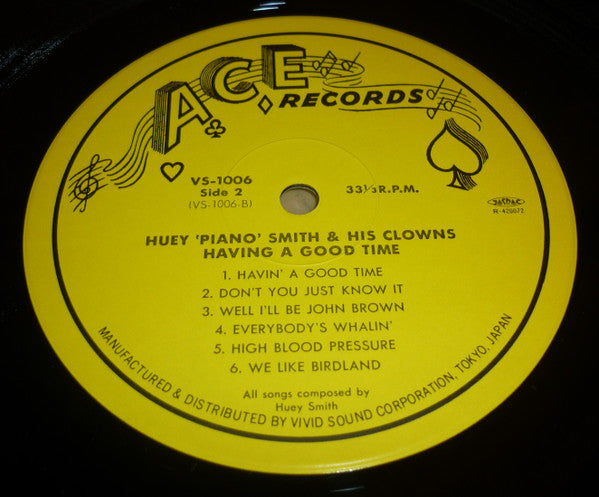 A.C.E
RECORDS
VS-1006
Side 2
(VS-1006.B)
33⅓R.P.M.
JASRAC
R-420072
HUEY 'PIANO' SMITH & HIS CLOWNS
HAVING A GOOD TIME
1. HAVIN' A GOOD TIME
2. DON'T YOU JUST KNOW IT
3. WELL I'LL BE JOHN BROWN
4. EVERYBODY'S WHALIN'
5. HIGH BLOOD PRESSURE
6. WE LIKE BIRDLAND
All songs composed by
Huey Smith
MANUFACTURED & DISTRIBUTED BY VIVID SOUND CORPORATION, TOKYO, JAPAN